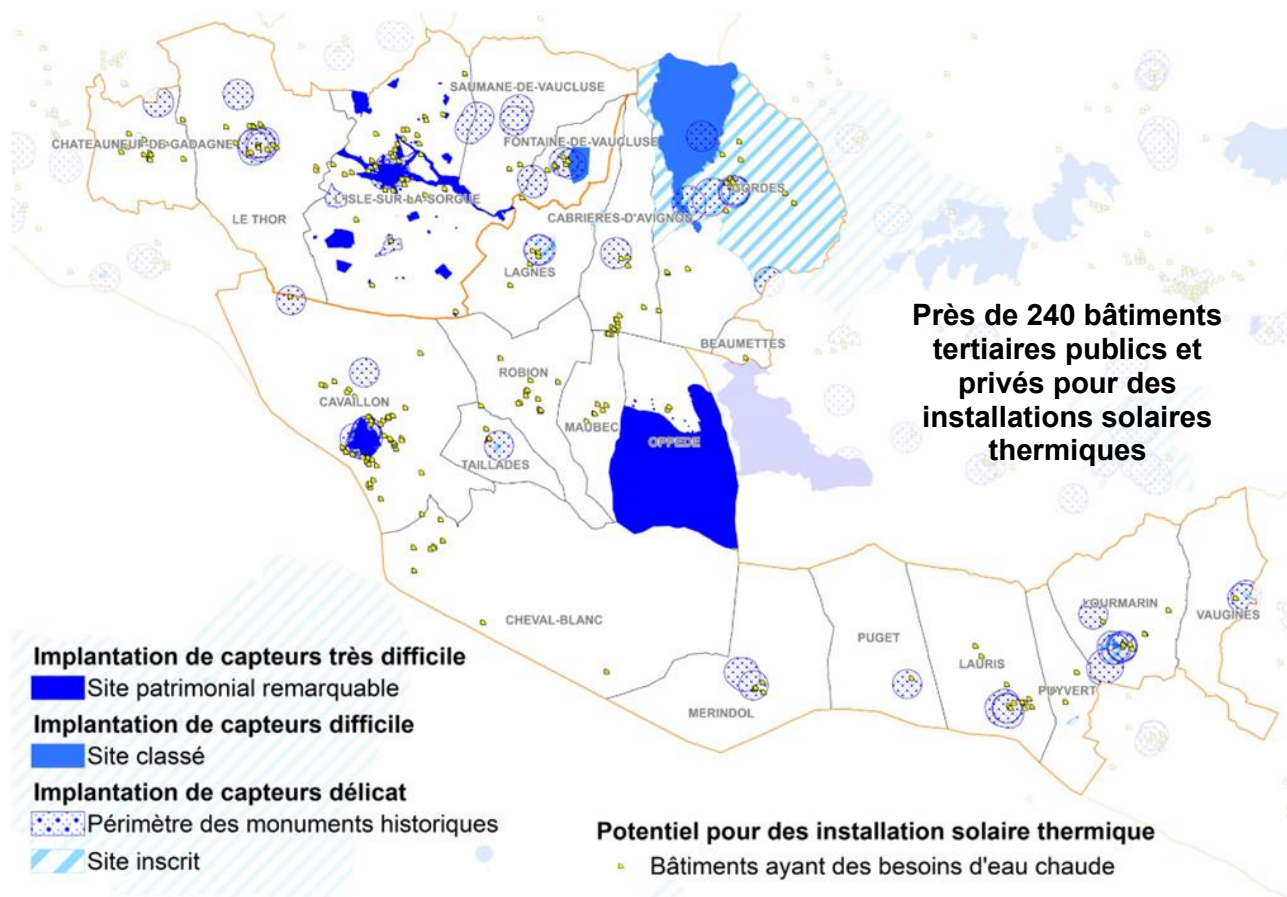 SAUMANE-DE-VAUCLUSE
CHATEAUNEUF-DE-GADAGNE
FONTAINE-DE-VAUCLUSE
GORDES
L'ISLE-SUR-LA-SORGUE
LE THOR
CABRIERES-D'AVIGNON
LAGNES
BEAUMETTES
Près de 240 bâtiments
tertiaires publics et
privés pour des
installations solaires
thermiques
ROBION
CAVAILLON
MAUBEC
OPPEDE
TAILLADES
CHEVAL-BLANC
PUGET
LOURMARIN
VAUGINES
LAURIS
PUYVERT
MERINDOL
Implantation de capteurs très difficile
Site patrimonial remarquable
Implantation de capteurs difficile
Site classé
Implantation de capteurs délicat
Périmètre des monuments historiques
Site inscrit
Potentiel pour des installation solaire thermique
Bâtiments ayant des besoins d'eau chaude